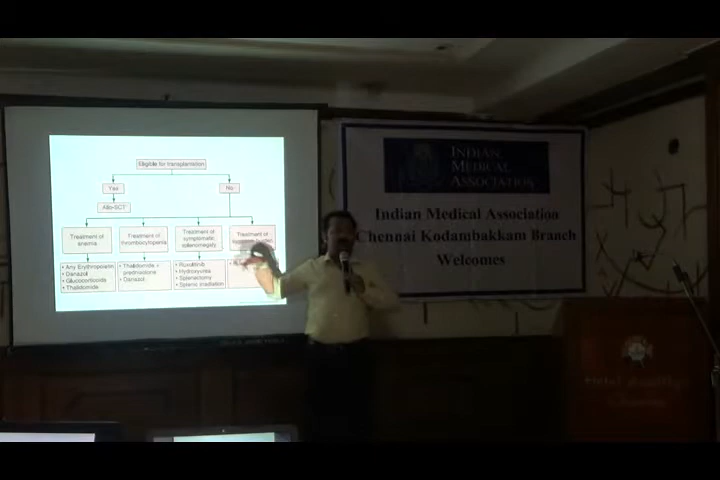 Eligible for transplantation
Yes
No
Allo-SCT
Treatment of
anaemia
Treatment of
thrombocytopenia
Treatment of
symptomatic
splenomegaly
Treatment of
• Any Erythropoietin
• Danazol
• Glucocorticoids
• Thalidomide
• Thalidomide +
prednisolone
• Danazol
• Ruxolitinib
• Hydroxyurea
• Splenectomy
• Splenic irradiation
INDIAN
MEDICAL
ASSOCIATION
Indian Medical Association
Chennai Kodambakkam Branch
Welcomes